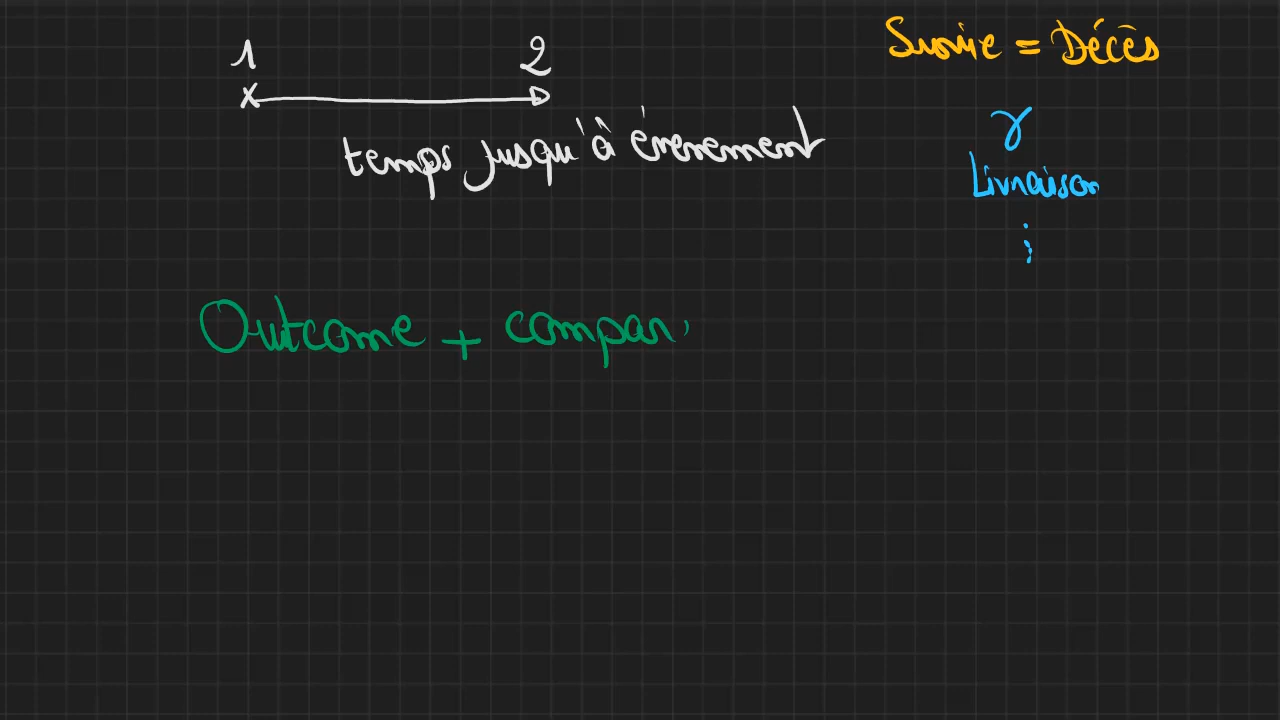 1 2
temps jusqu'à évènement
Survie = Décès
γ
Livraison
Outcome + compar